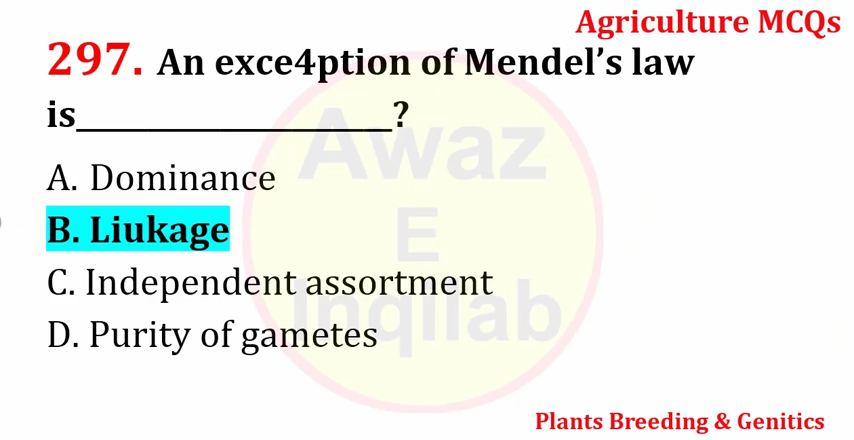 Agriculture MCQs
297. An exce4ption of Mendel’s law
is____________________?
A. Dominance
B. Liukage
C. Independent assortment
D. Purity of gametes
Awaz
E
Inqilab
Plants Breeding & Genitics